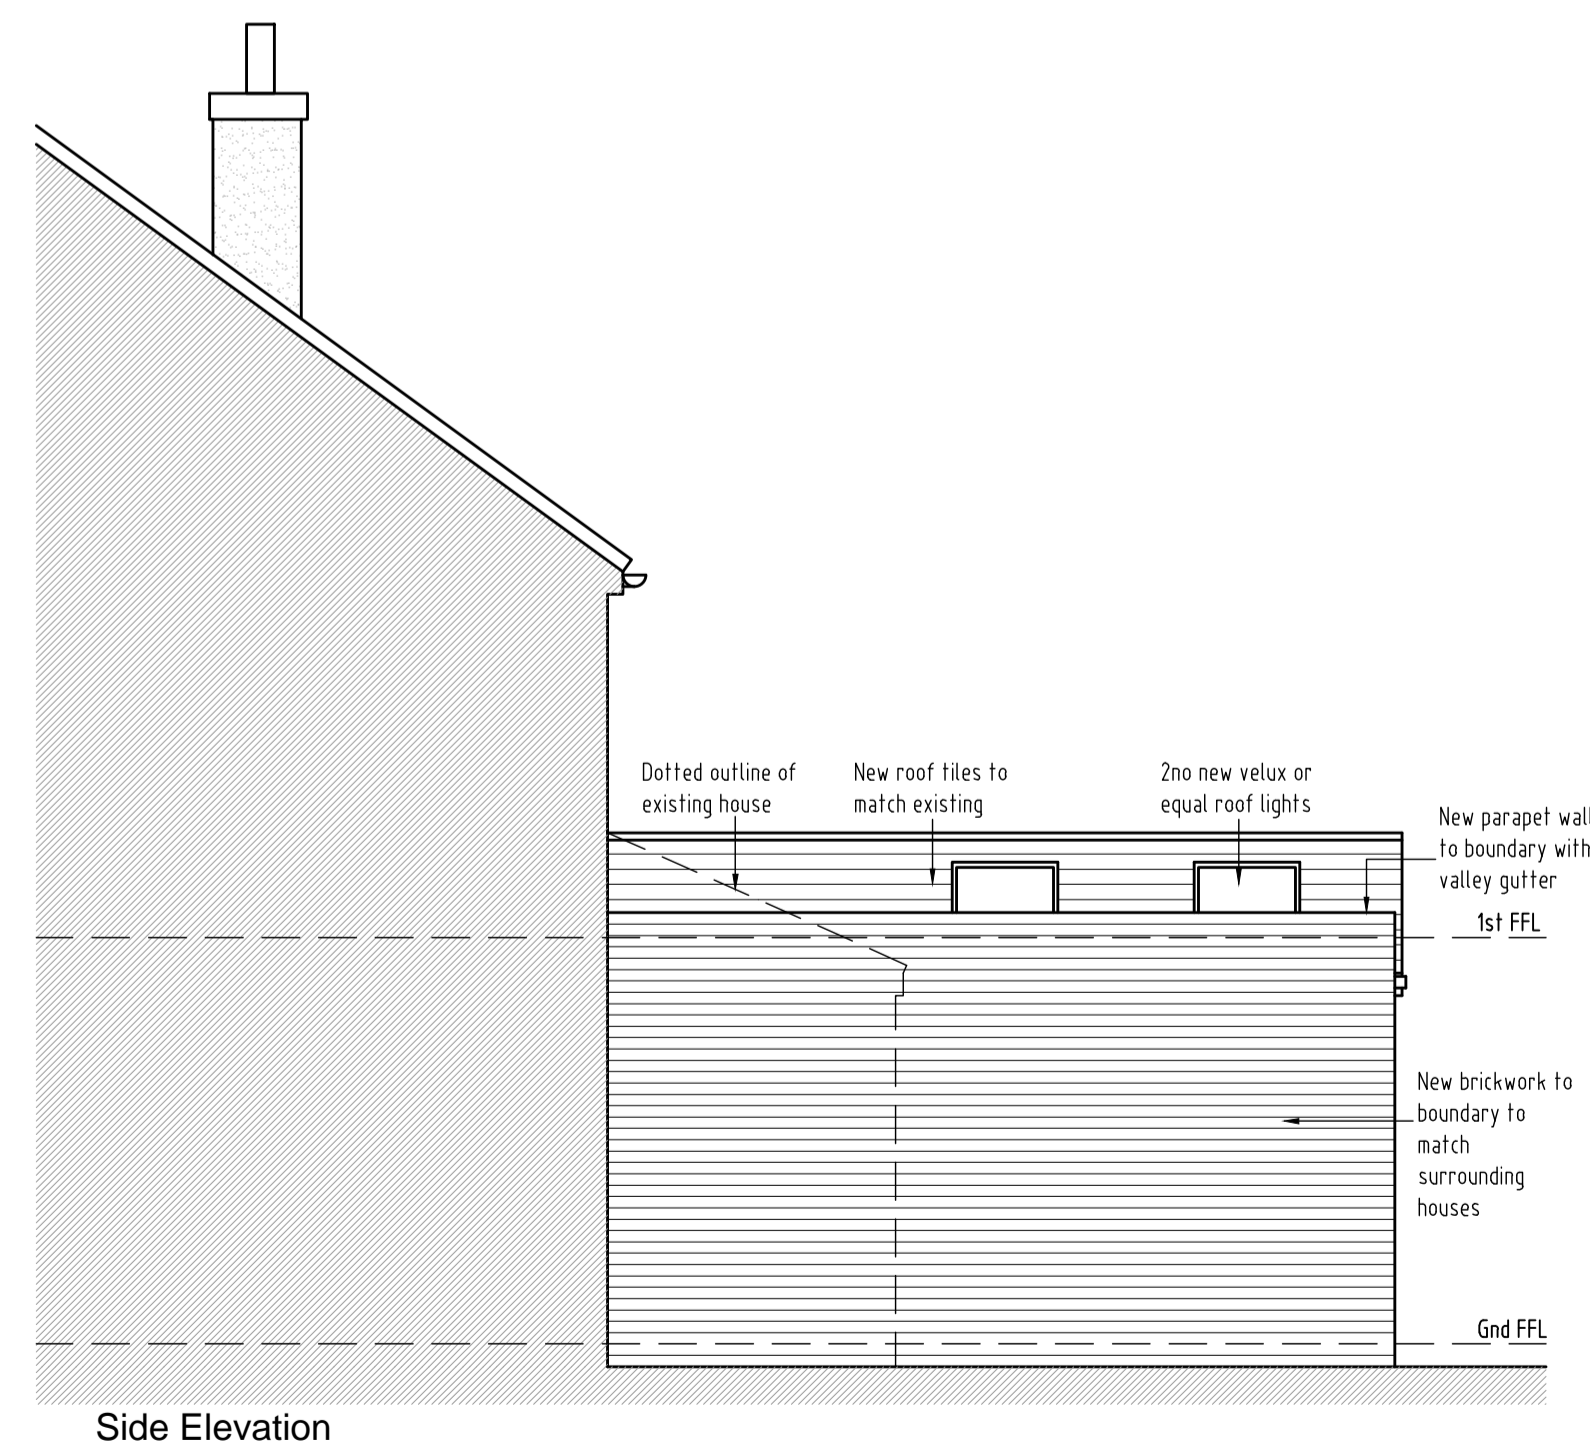 Dotted outline of
existing house
New roof tiles to
match existing
2no new velux or
equal roof lights
New parapet wall
to boundary with
valley gutter
1st FFL
New brickwork to
boundary to
match
surrounding
houses
Gnd FFL
Side Elevation